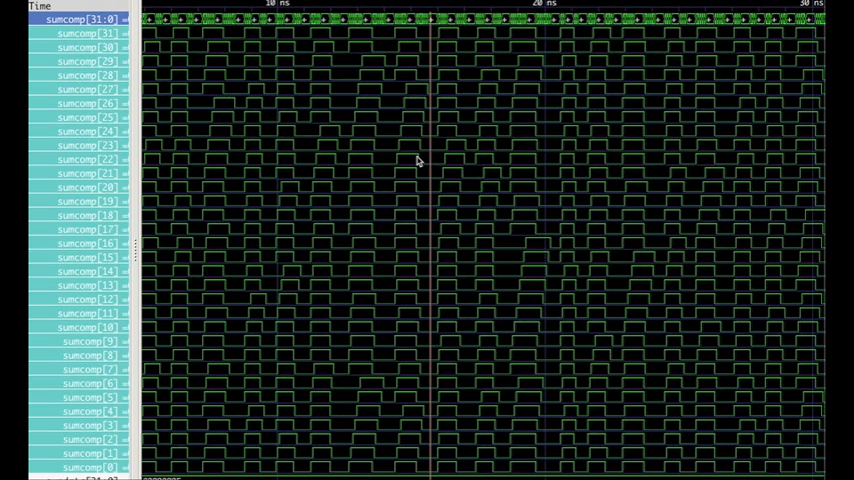 Time
10 ns
20 ns
30 ns
sumcomp[31:0]
sumcomp[31]
sumcomp[30]
sumcomp[29]
sumcomp[28]
sumcomp[27]
sumcomp[26]
sumcomp[25]
sumcomp[24]
sumcomp[23]
sumcomp[22]
sumcomp[21]
sumcomp[20]
sumcomp[19]
sumcomp[18]
sumcomp[17]
sumcomp[16]
sumcomp[15]
sumcomp[14]
sumcomp[13]
sumcomp[12]
sumcomp[11]
sumcomp[10]
sumcomp[9]
sumcomp[8]
sumcomp[7]
sumcomp[6]
sumcomp[5]
sumcomp[4]
sumcomp[3]
sumcomp[2]
sumcomp[1]
sumcomp[0]